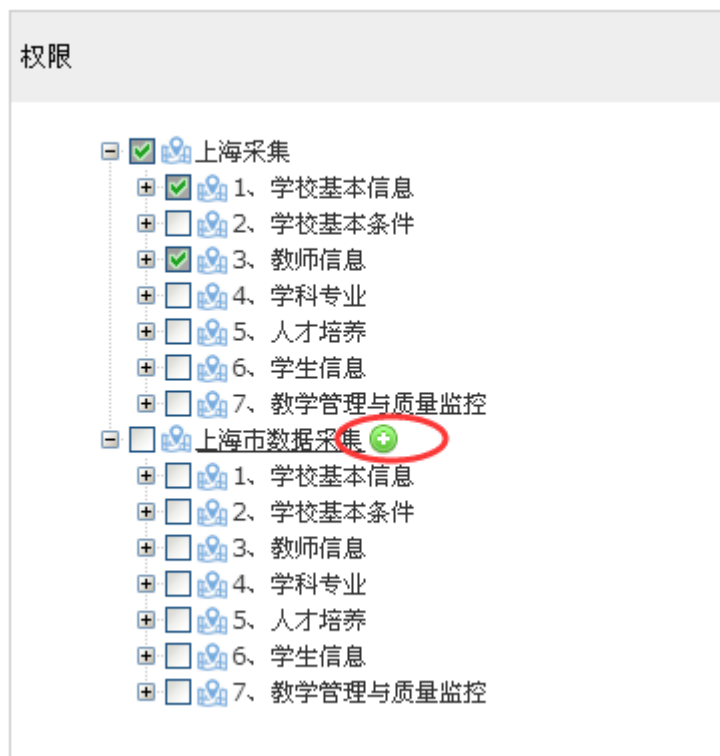 权限
上海采集
1、学校基本信息
2、学校基本条件
3、教师信息
4、学科专业
5、人才培养
6、学生信息
7、教学管理与质量监控
上海市数据采集
1、学校基本信息
2、学校基本条件
3、教师信息
4、学科专业
5、人才培养
6、学生信息
7、教学管理与质量监控